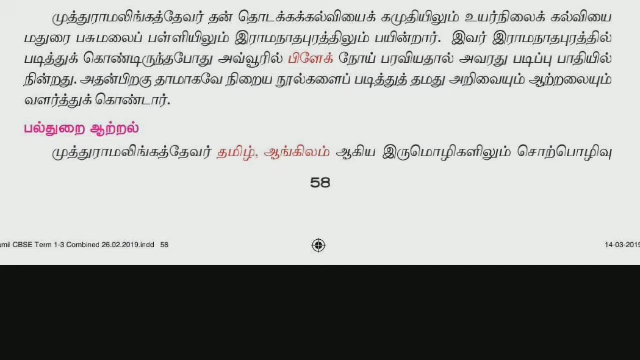 முத்துராமலிங்கத்தேவர் தன் தொடக்கக்கல்வியைக் கமுதியிலும் உயர்நிலைக் கல்வியை
மதுரை பசுமலைப் பள்ளியிலும் இராமநாதபுரத்திலும் பயின்றார். இவர் இராமநாதபுரத்தில்
படித்துக் கொண்டிருந்தபோது அவ்வூரில் பிளேக் நோய் பரவியதால் அவரது படிப்பு பாதியில்
நின்றது. அதன்பிறகு தாமாகவே நிறைய நூல்களைப் படித்துத் தமது அறிவையும் ஆற்றலையும்
வளர்த்துக் கொண்டார்.
பல்துறை ஆற்றல்
முத்துராமலிங்கத்தேவர் தமிழ், ஆங்கிலம் ஆகிய இருமொழிகளிலும் சொற்பொழிவு
58
amil CBSE Term 1-3 Combined 26.02.2019.indd 58
14-03-2019